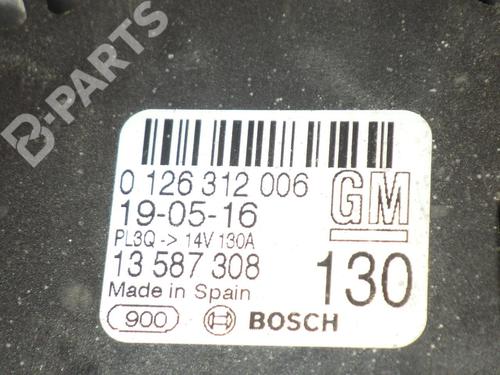 B-PARTS
0 126 312 006
19-05-16
GM
PL3Q -> 14V 130A
13 587 308
130
Made in Spain
900
BOSCH